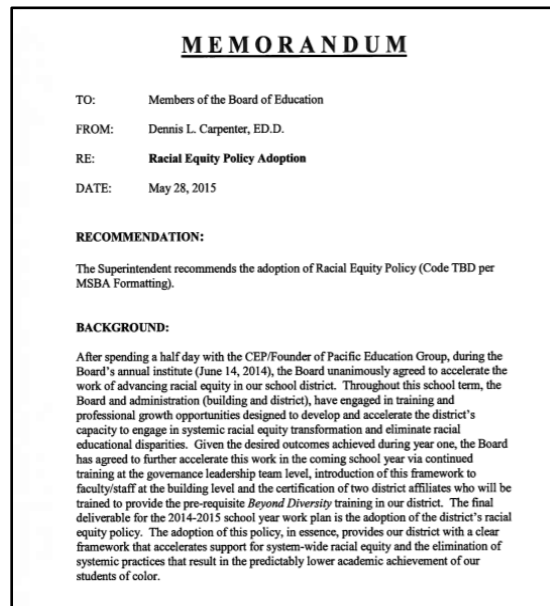 MEMORANDUM
TO: Members of the Board of Education
FROM: Dennis L. Carpenter, ED.D.
RE: Racial Equity Policy Adoption
DATE: May 28, 2015
RECOMMENDATION:
The Superintendent recommends the adoption of Racial Equity Policy (Code TBD per
MSBA Formatting).
BACKGROUND:
After spending a half day with the CEP/Founder of Pacific Education Group, during the
Board's annual institute (June 14, 2014), the Board unanimously agreed to accelerate the
work of advancing racial equity in our school district. Throughout this school term, the
Board and administration (building and district), have engaged in training and
professional growth opportunities designed to develop and accelerate the district's
capacity to engage in systemic racial equity transformation and eliminate racial
educational disparities. Given the desired outcomes achieved during year one, the Board
has agreed to further accelerate this work in the coming school year via continued
training at the governance leadership team level, introduction of this framework to
faculty/staff at the building level and the certification of two district affiliates who will be
trained to provide the pre-requisite Beyond Diversity training in our district. The final
deliverable for the 2014-2015 school year work plan is the adoption of the district's racial
equity policy. The adoption of this policy, in essence, provides our district with a clear
framework that accelerates support for system-wide racial equity and the elimination of
systemic practices that result in the predictably lower academic achievement of our
students of color.